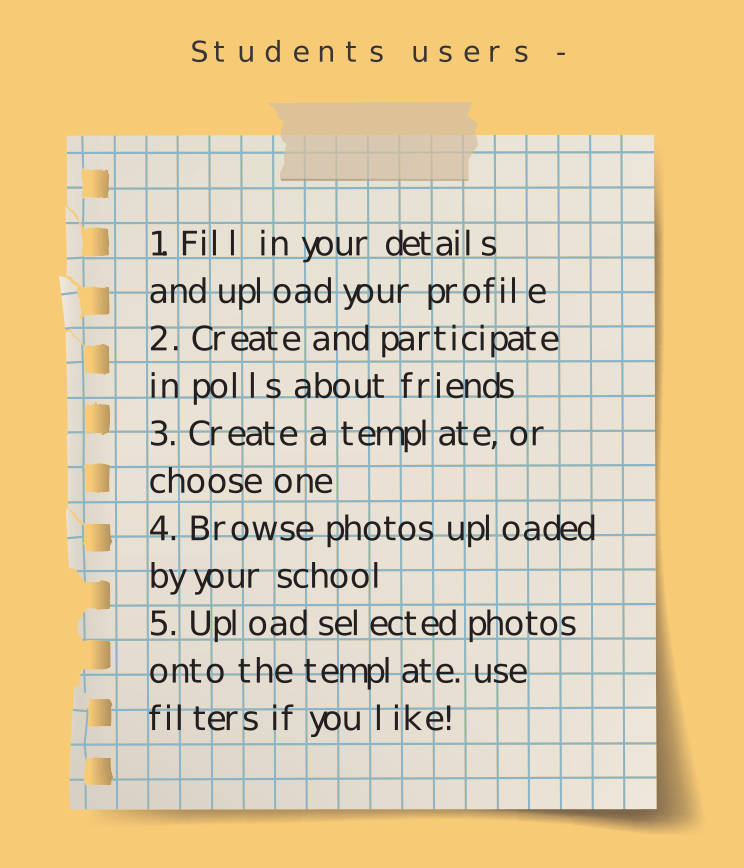 Students users -
1. Fill in your details
and upload your profile
2. Create and participate
in polls about friends
3. Create a template, or
choose one
4. Browse photos uploaded
by your school
5. Upload selected photos
onto the template. use
filters if you like!